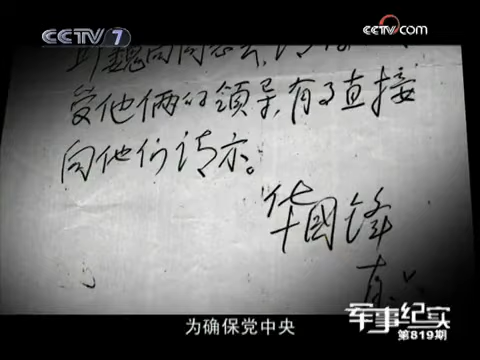 CCTV 7
CCTV.com
受他俩的领导,有事直接
向他们请示。
华国锋
军事纪实
第819期
为确保党中央